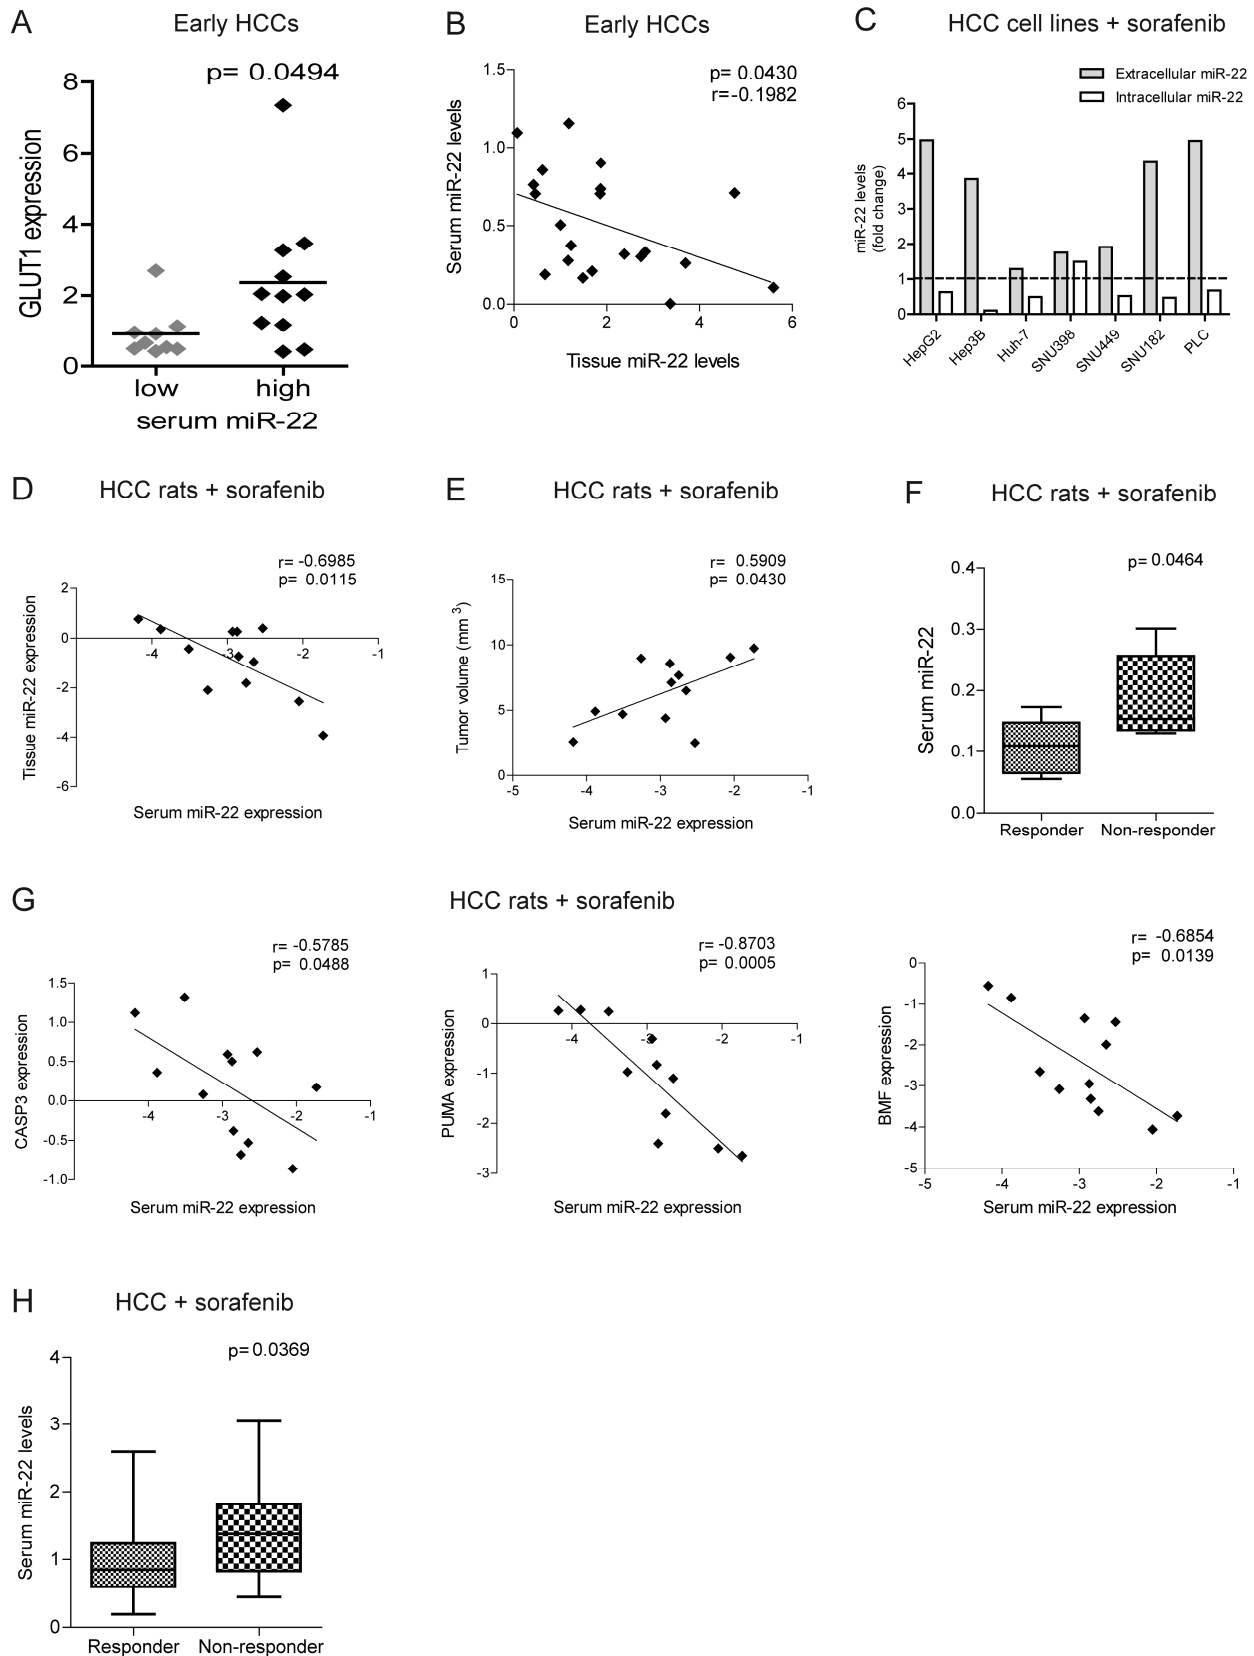 A
Early HCCs
p= 0.0494
GLUT1 expression
8
6
4
2
0
low
high
serum miR-22
B
Early HCCs
p= 0.0430
r=-0.1982
Serum miR-22 levels
1.5
1.0
0.5
0.0
0
2
4
6
Tissue miR-22 levels
C
HCC cell lines + sorafenib
Extracellular miR-22
Intracellular miR-22
miR-22 levels
(fold change)
6
5
4
3
2
1
0
HepG2
Hep3B
Huh-7
SNU398
SNU449
SNU182
PLC
D
HCC rats + sorafenib
r= -0.6985
p= 0.0115
Tissue miR-22 expression
2
0
-2
-4
-6
-4
-3
-2
-1
Serum miR-22 expression
E
HCC rats + sorafenib
r= 0.5909
p= 0.0430
Tumor volume (mm 3)
15
10
5
0
-5
-4
-3
-2
-1
Serum miR-22 expression
F
HCC rats + sorafenib
p=0.0464
Serum miR-22
0.4
0.3
0.2
0.1
0.0
Responder
Non-responder
G
HCC rats + sorafenib
r= -0.5785
p= 0.0488
CASP3 expression
1.5
1.0
0.5
0.0
-0.5
-1.0
-4
-3
-2
-1
Serum miR-22 expression
r= -0.8703
p= 0.0005
PUMA expression
1
0
-1
-2
-3
-4
-3
-2
-1
Serum miR-22 expression
r= -0.6854
p= 0.0139
BMF expression
0
-1
-2
-3
-4
-5
-5
-4
-3
-2
-1
Serum miR-22 expression
H
HCC + sorafenib
p=0.0369
Serum miR-22 levels
4
3
2
1
0
Responder
Non-responder